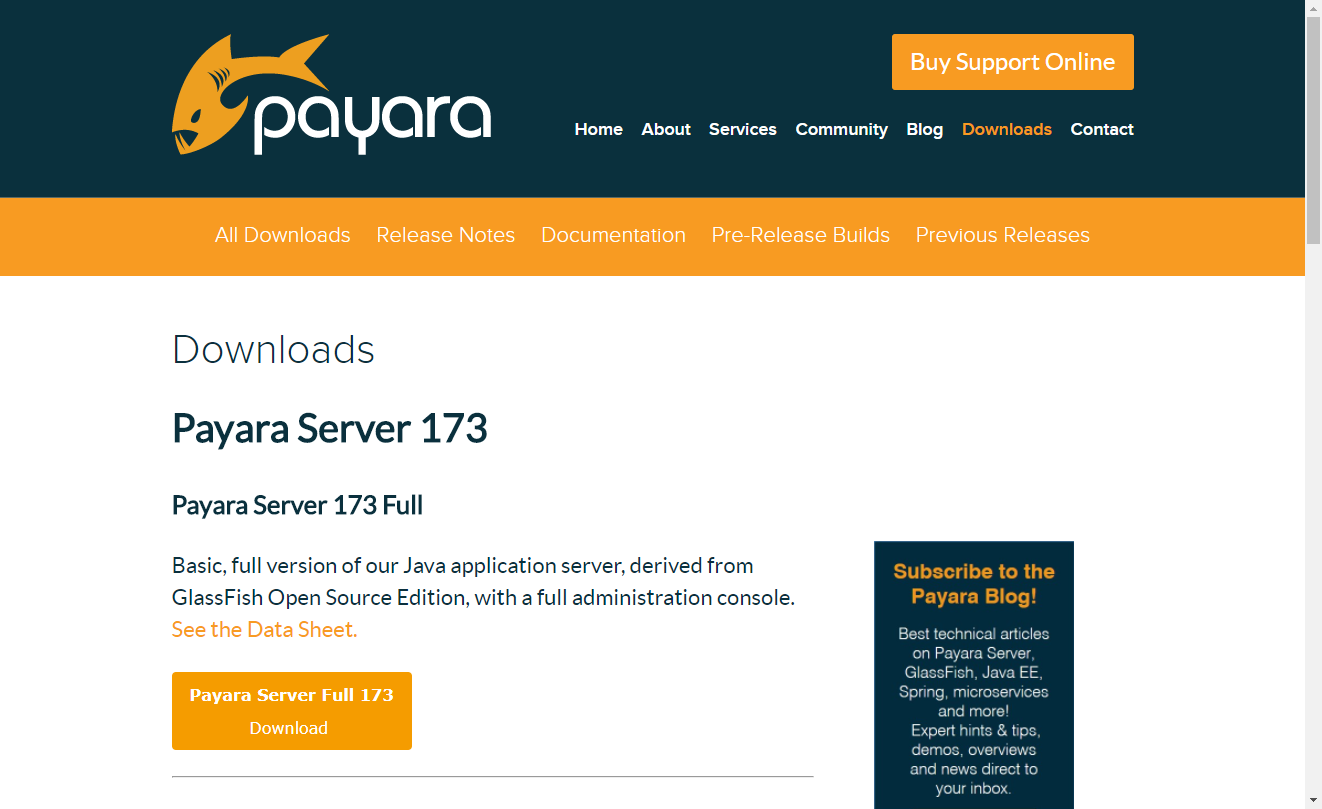 payara
Buy Support Online
Home About Services Community Blog Downloads Contact
All Downloads Release Notes Documentation Pre-Release Builds Previous Releases
Downloads
Payara Server 173
Payara Server 173 Full
Basic, full version of our Java application server, derived from
GlassFish Open Source Edition, with a full administration console.
See the Data Sheet.
Payara Server Full 173
Download
Subscribe to the
Payara Blog!
Best technical articles
on Payara Server,
GlassFish, Java EE,
Spring, microservices
and more!
Expert hints & tips,
demos, overviews
and news direct to
your inbox.